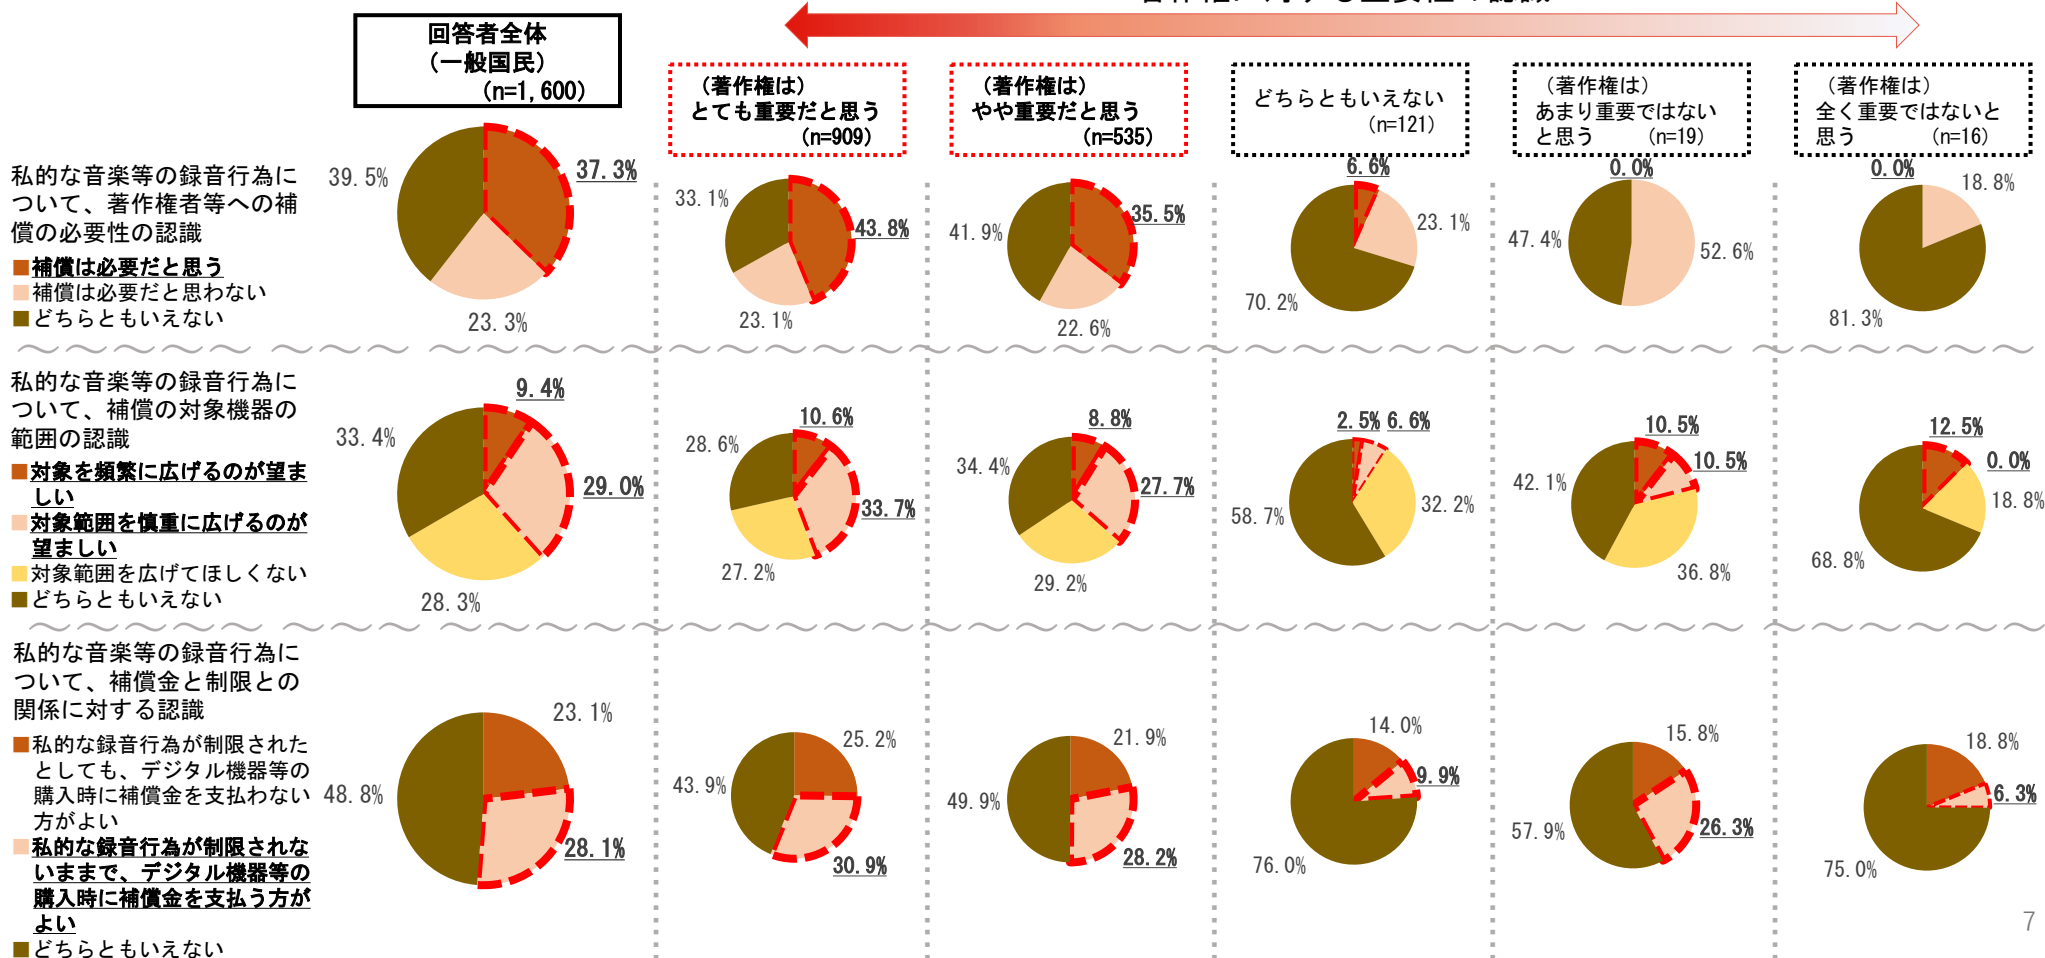 回答者全体
（一般国民）
（n=1,600）
（著作権は）
とても重要だと思う
（n=909）
（著作権は）
やや重要だと思う
（n=535）
どちらともいえない
（n=121）
（著作権は）
あまり重要ではない
と思う （n=19）
（著作権は）
全く重要ではないと
思う （n=16）
私的な音楽等の録音行為に
ついて、著作権者等への補
償の必要性の認識
■補償は必要だと思う
■補償は必要だと思わない
■どちらともいえない
39.5%
37.3%
23.3%
33.1%
43.8%
23.1%
41.9%
35.5%
22.6%
6.6%
23.1%
70.2%
0.0%
47.4%
52.6%
0.0%
18.8%
81.3%
私的な音楽等の録音行為に
ついて、補償の対象機器の
範囲の認識
■対象を頻繁に広げるのが望ま
しい
■対象範囲を慎重に広げるのが
望ましい
■対象範囲を広げてほしくない
■どちらともいえない
9.4%
33.4%
29.0%
28.3%
10.6%
28.6%
33.7%
27.2%
8.8%
34.4%
27.7%
29.2%
2.5%
6.6%
32.2%
58.7%
10.5%
10.5%
42.1%
36.8%
12.5%
0.0%
18.8%
68.8%
私的な音楽等の録音行為に
ついて、補償金と制限との
関係に対する認識
■私的な録音行為が制限された
としても、デジタル機器等の
購入時に補償金を支払わない
方がよい
■私的な録音行為が制限されな
いままで、デジタル機器等の
購入時に補償金を支払う方が
よい
■どちらともいえない
23.1%
48.8%
28.1%
25.2%
43.9%
30.9%
21.9%
49.9%
28.2%
14.0%
9.9%
76.0%
15.8%
57.9%
26.3%
18.8%
6.3%
75.0%
7